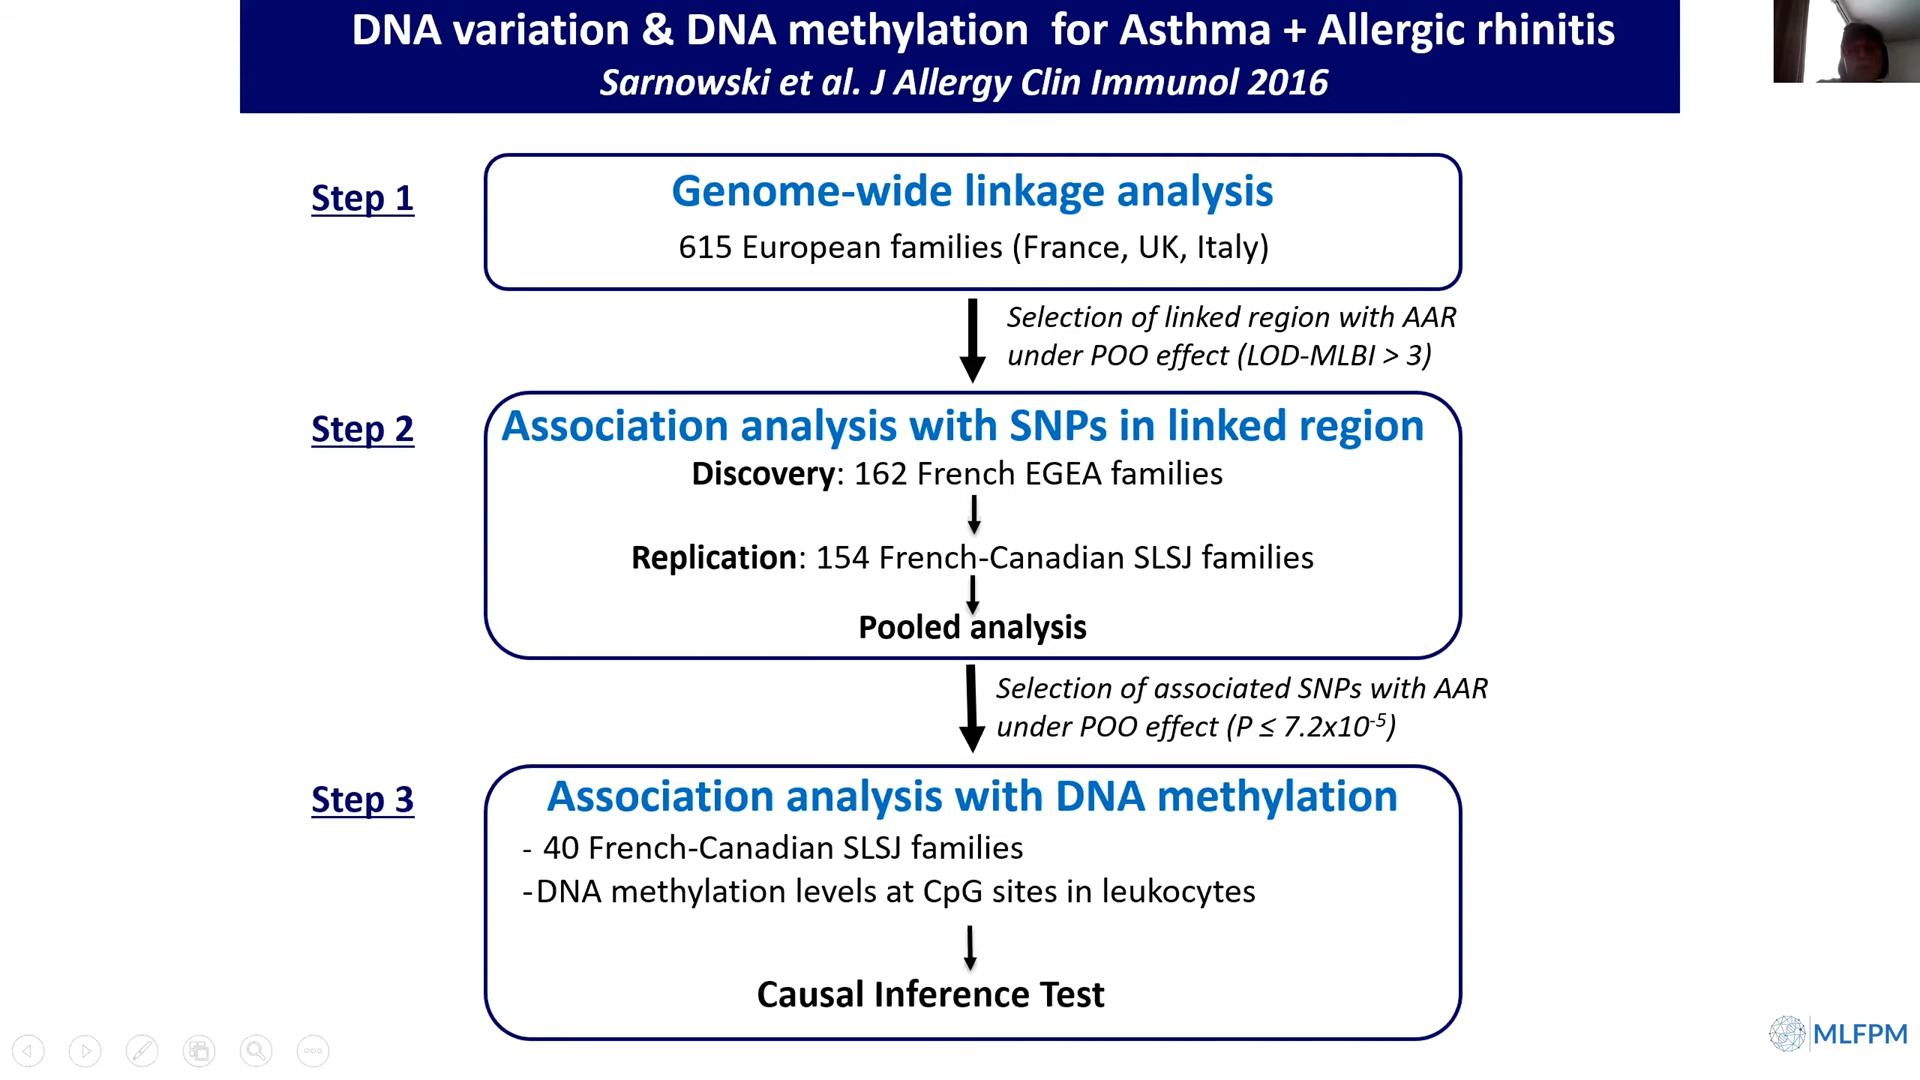 DNA variation & DNA methylation for Asthma + Allergic rhinitis
Sarnowski et al. J Allergy Clin Immunol 2016
Step 1
Genome-wide linkage analysis
615 European families (France, UK, Italy)
Selection of linked region with AAR
under POO effect (LOD-MLBI > 3)
Step 2
Association analysis with SNPs in linked region
Discovery: 162 French EGEA families
Replication: 154 French-Canadian SLSJ families
Pooled analysis
Selection of associated SNPs with AAR
under POO effect (P ≤ 7.2x10⁻⁵)
Step 3
Association analysis with DNA methylation
- 40 French-Canadian SLSJ families
-DNA methylation levels at CpG sites in leukocytes
Causal Inference Test
MLFPM